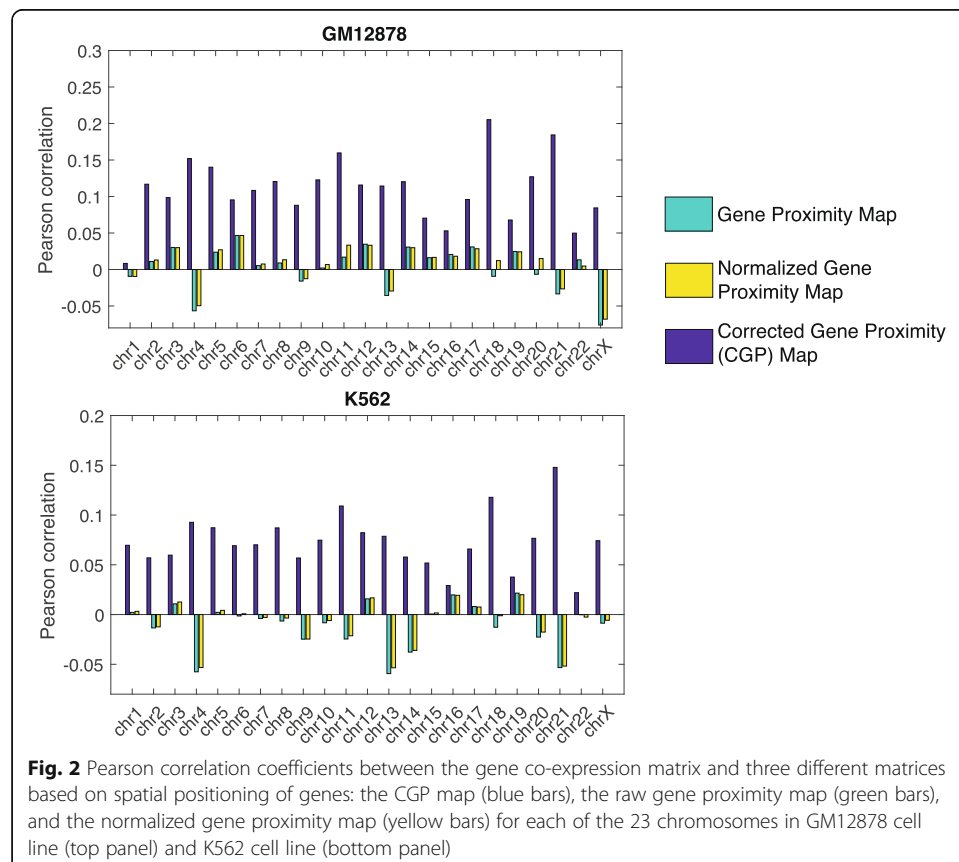 GM12878
0.3
0.25
0.2
0.15
0.1
0.05
0
-0.05
Pearson correlation
chr1 chr2 chr3 chr4 chr5 chr6 chr7 chr8 chr9 chr10 chr11 chr12 chr13 chr14 chr15 chr16 chr17 chr18 chr19 chr20 chr21 chr22 chrX
Gene Proximity Map
Normalized Gene
Proximity Map
Corrected Gene Proximity
(CGP) Map
K562
0.2
0.15
0.1
0.05
0
-0.05
Pearson correlation
chr1 chr2 chr3 chr4 chr5 chr6 chr7 chr8 chr9 chr10 chr11 chr12 chr13 chr14 chr15 chr16 chr17 chr18 chr19 chr20 chr21 chr22 chrX
Fig. 2 Pearson correlation coefficients between the gene co-expression matrix and three different matrices
based on spatial positioning of genes: the CGP map (blue bars), the raw gene proximity map (green bars),
and the normalized gene proximity map (yellow bars) for each of the 23 chromosomes in GM12878 cell
line (top panel) and K562 cell line (bottom panel)